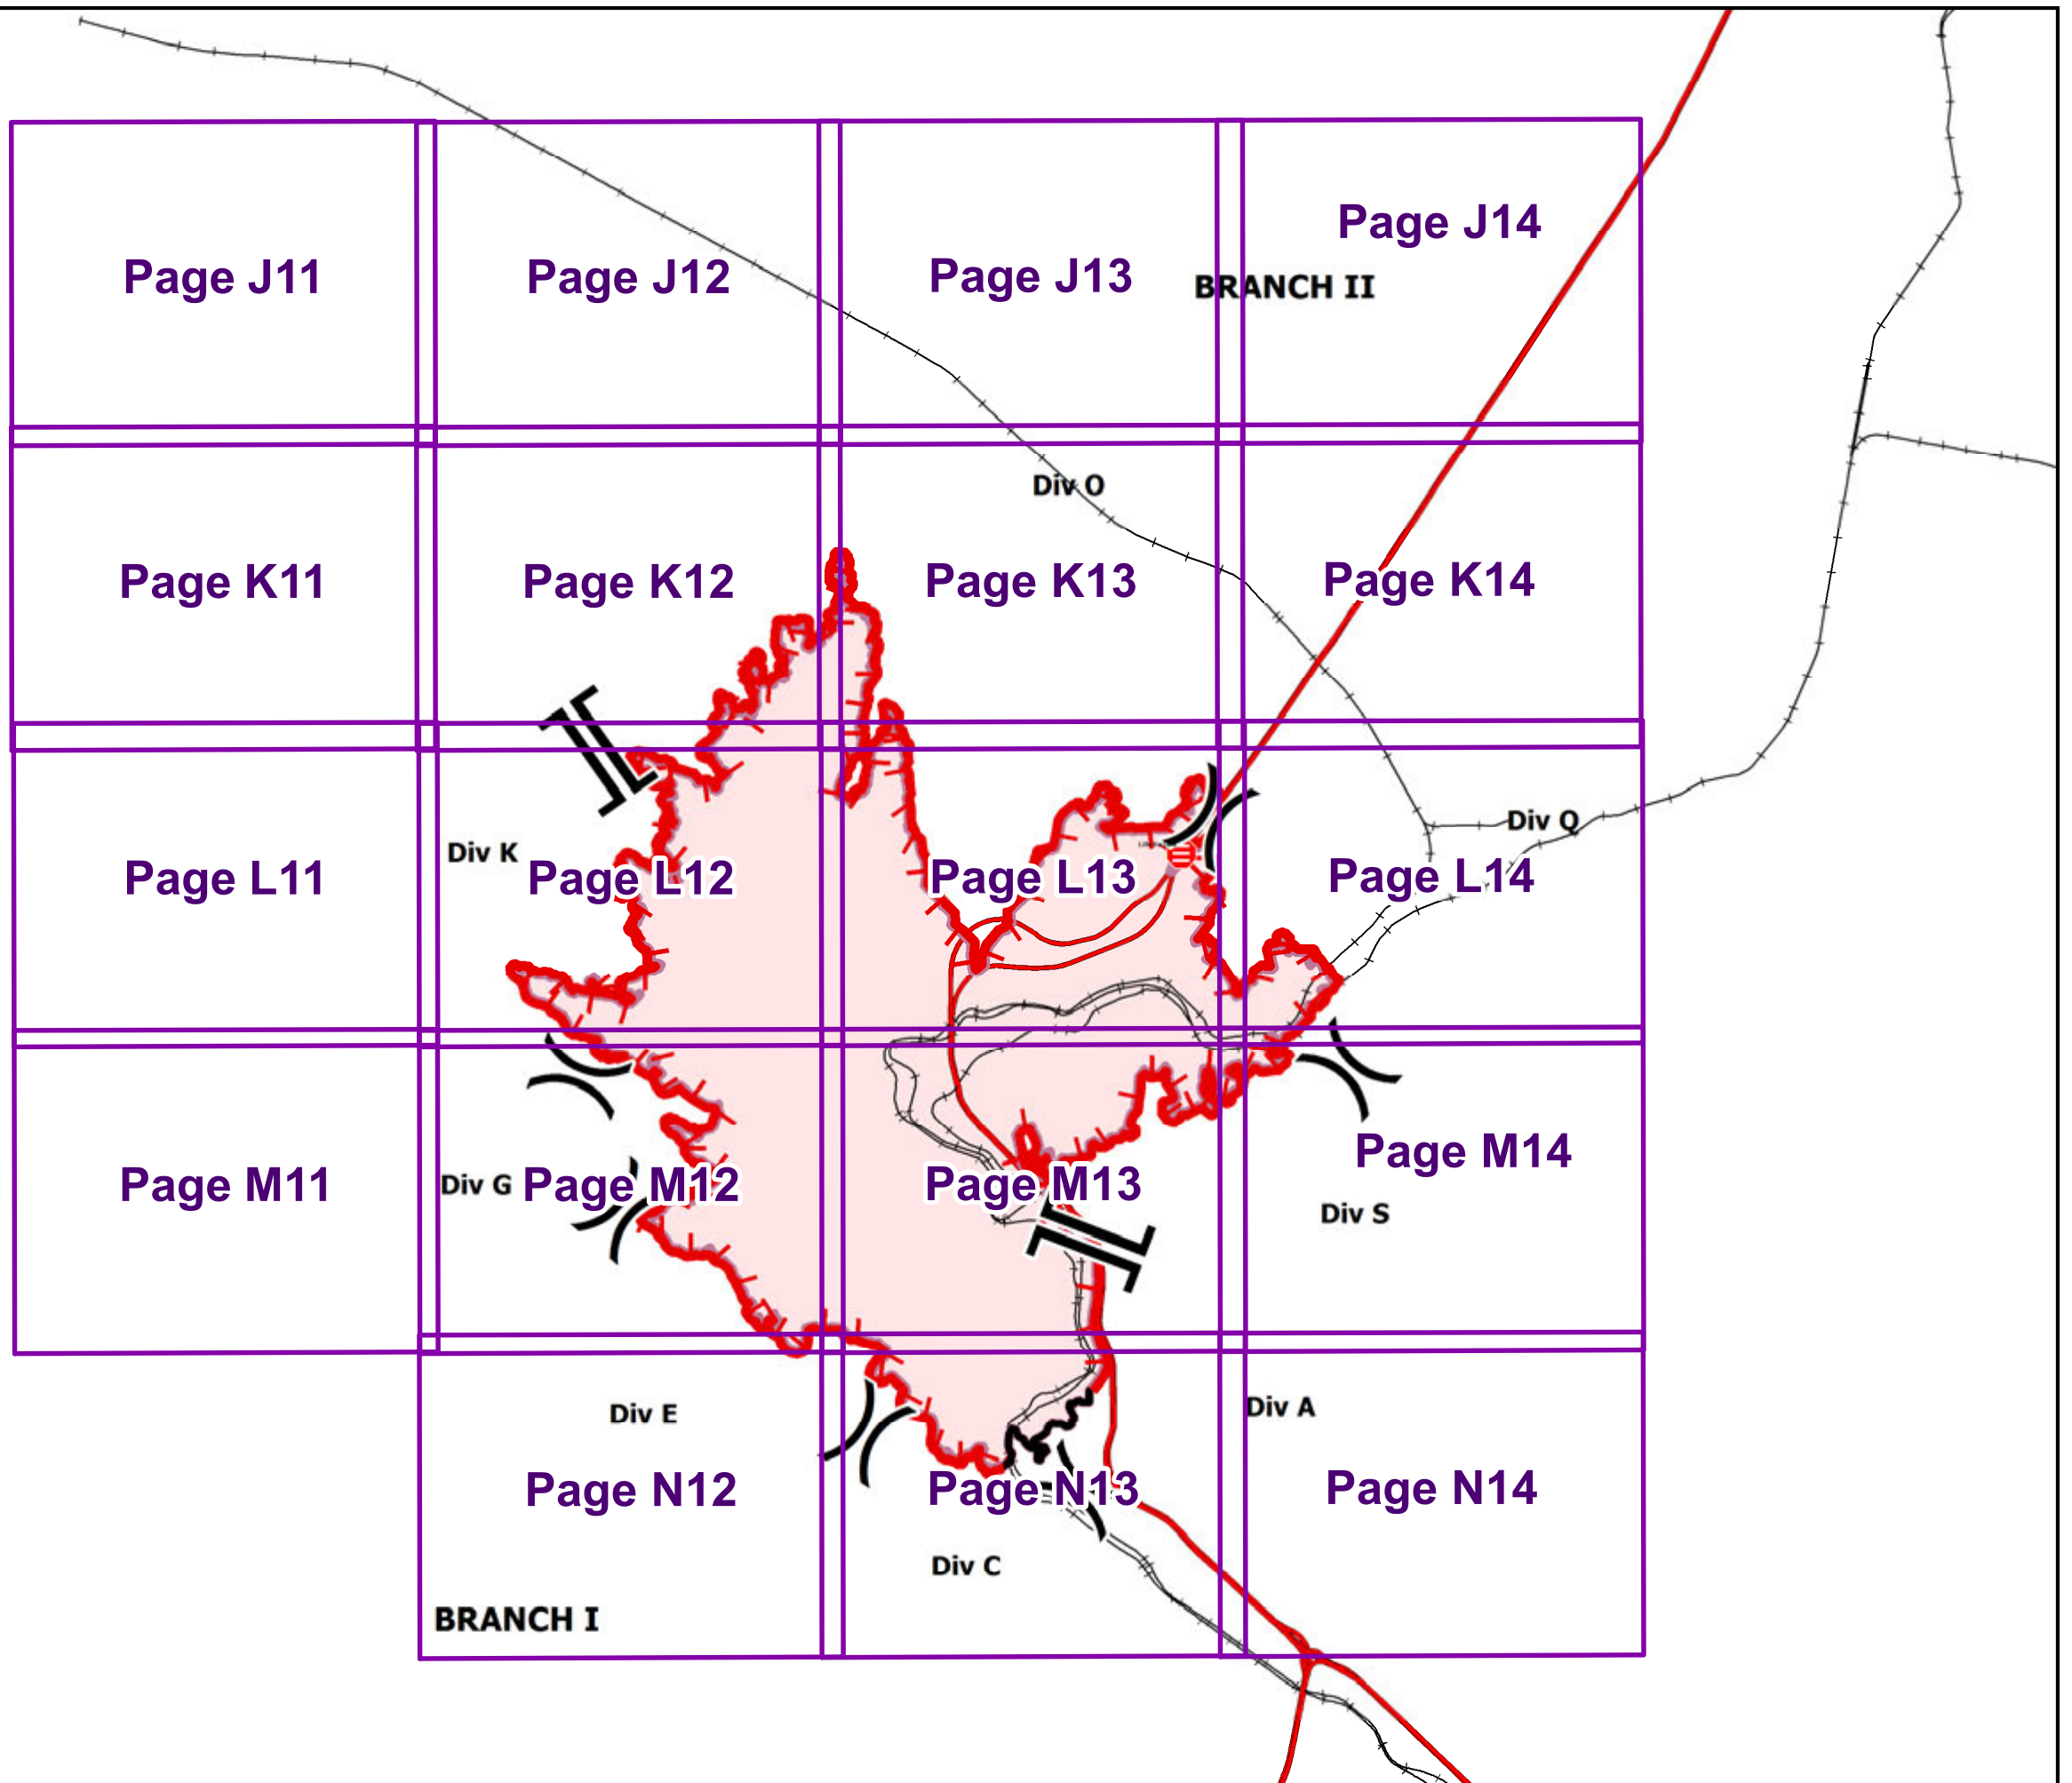 Page J14
Page J11
Page J12
Page J13
BRANCH II
Div O
Page K11
Page K12
Page K13
Page K14
Div Q
Div K
Page L11
Page L12
Page L13
Page L14
Page M14
Page M11
Div G
Page M12
Page M13
Div S
Div E
Div A
Page N12
Page N13
Page N14
Div C
BRANCH I